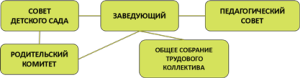 СОВЕТ
ДЕТСКОГО САДА
ЗАВЕДУЮЩИЙ
ПЕДАГОГИЧЕСКИЙ
СОВЕТ
РОДИТЕЛЬСКИЙ
КОМИТЕТ
ОБЩЕЕ СОБРАНИЕ
ТРУДОВОГО
КОЛЛЕКТИВА